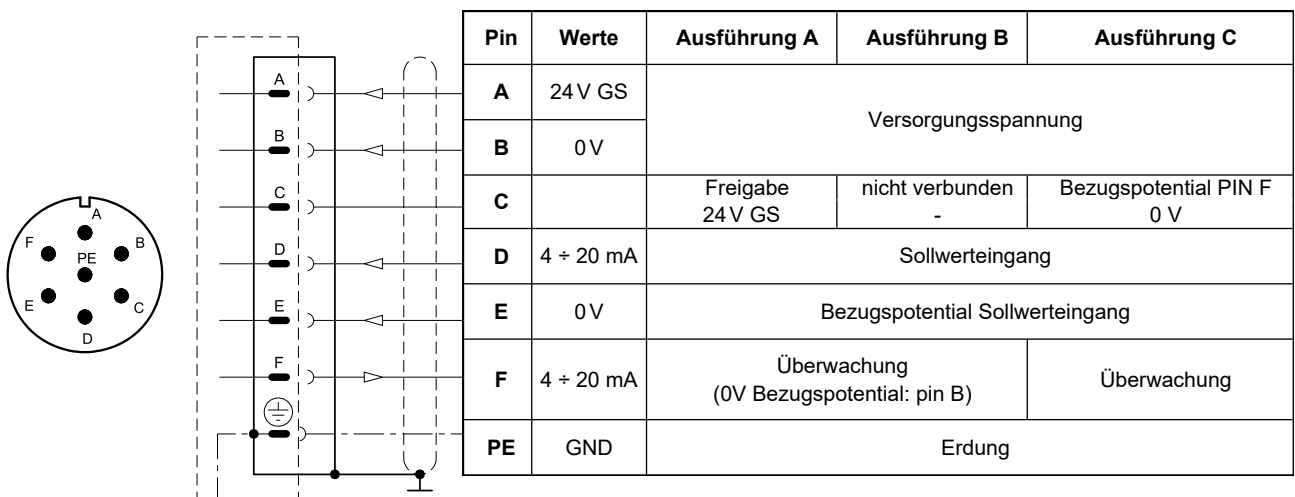 A
B
C
D
E
F
PE
A
B
C
D
E
F
Pin Werte Ausführung A Ausführung B Ausführung C
A 24 V GS Versorgungsspannung
B 0 V
C Freigabe nicht verbunden Bezugspotential PIN F
24 V GS - 0 V
D 4 ÷ 20 mA Sollwerteingang
E 0 V Bezugspotential Sollwerteingang
F 4 ÷ 20 mA Überwachung Überwachung
(0V Bezugspotential: pin B)
PE GND Erdung